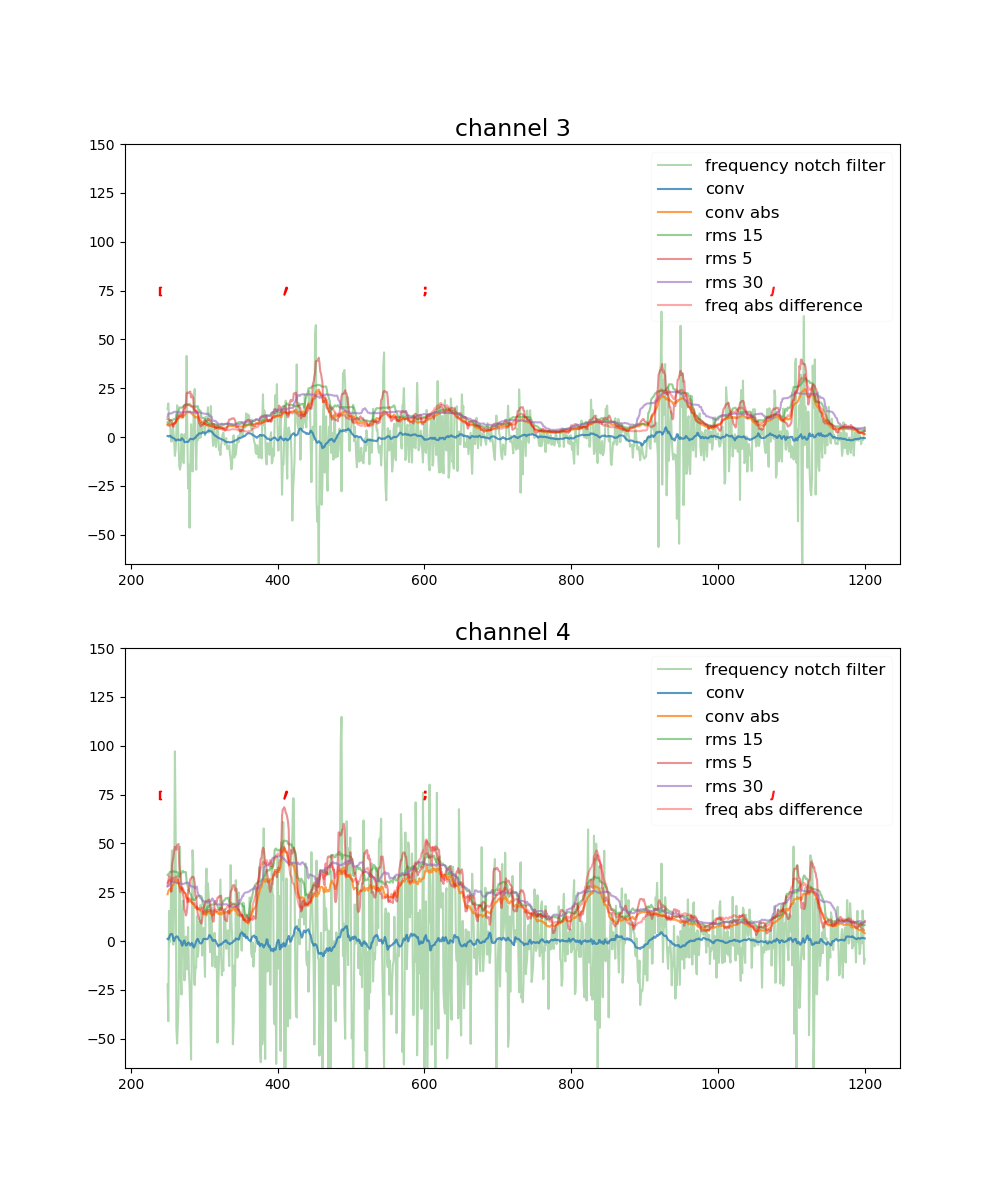 channel 3
150
125
100
75
50
25
0
−25
−50
frequency notch filter
conv
conv abs
rms 15
rms 5
rms 30
freq abs difference
[ / ; J
200 400 600 800 1000 1200
channel 4
150
125
100
75
50
25
0
−25
−50
frequency notch filter
conv
conv abs
rms 15
rms 5
rms 30
freq abs difference
[ / ; J
200 400 600 800 1000 1200